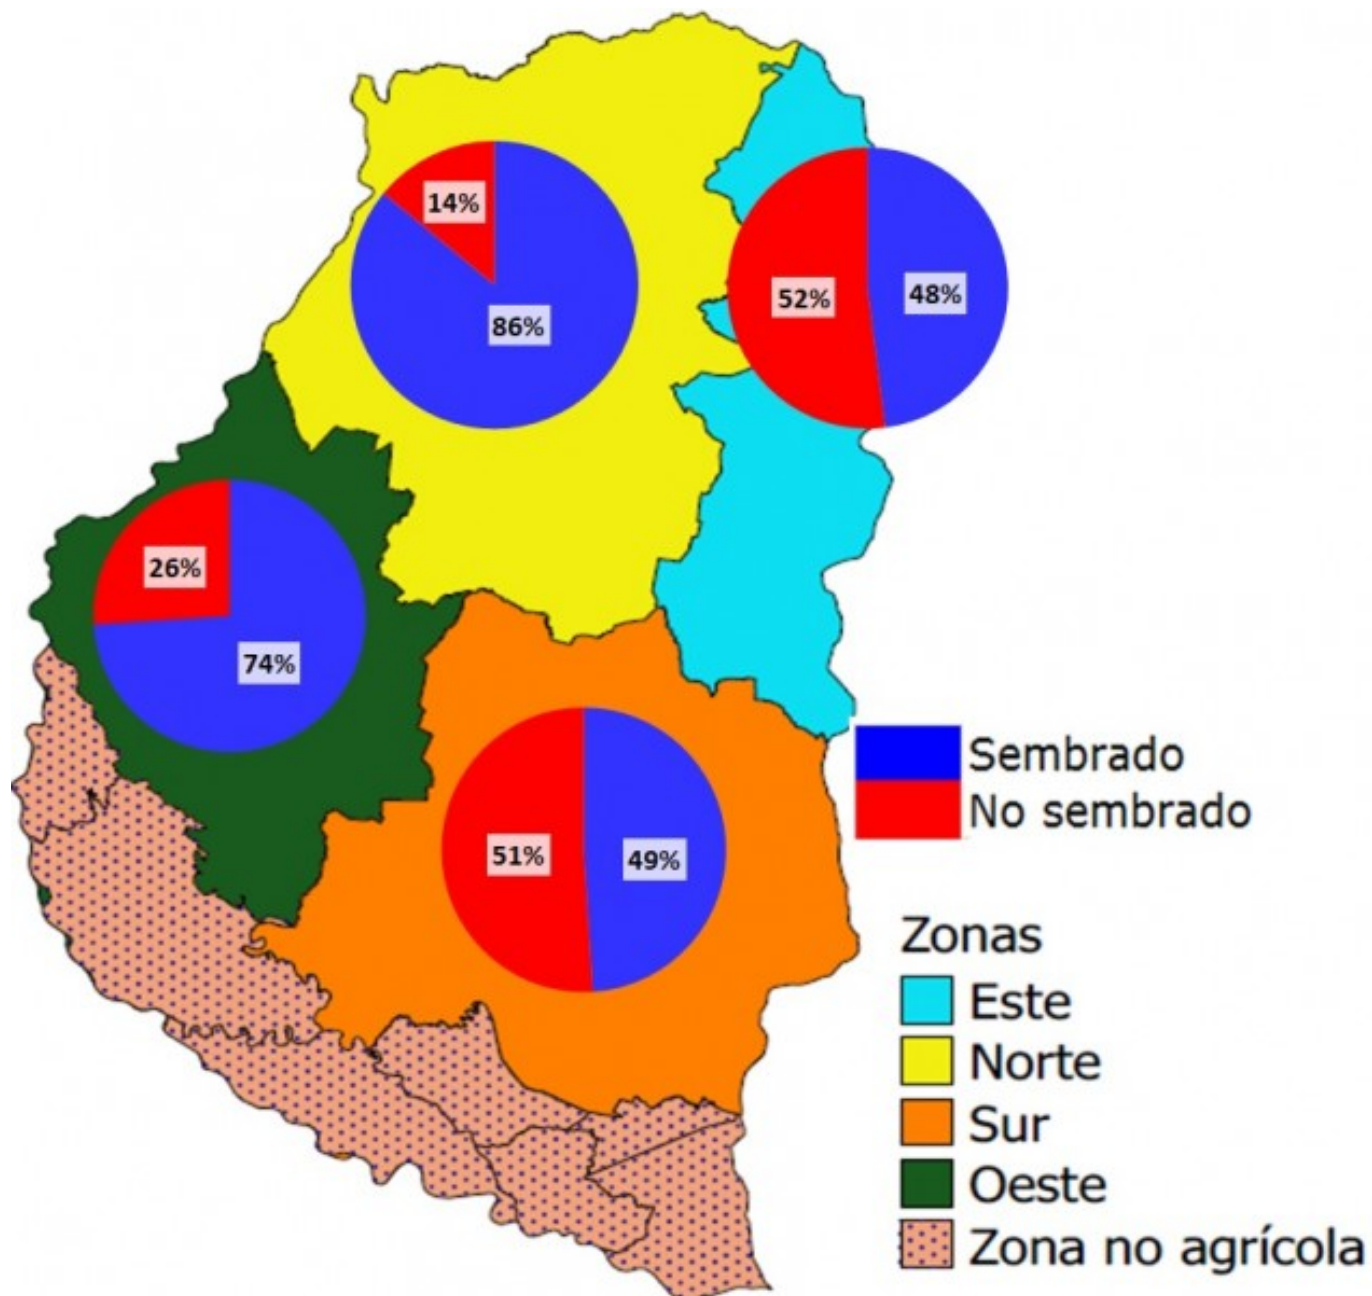 14%
86%
52%
48%
26%
74%
51%
49%
Sembrado
No sembrado
Zonas
Este
Norte
Sur
Oeste
Zona no agrícola